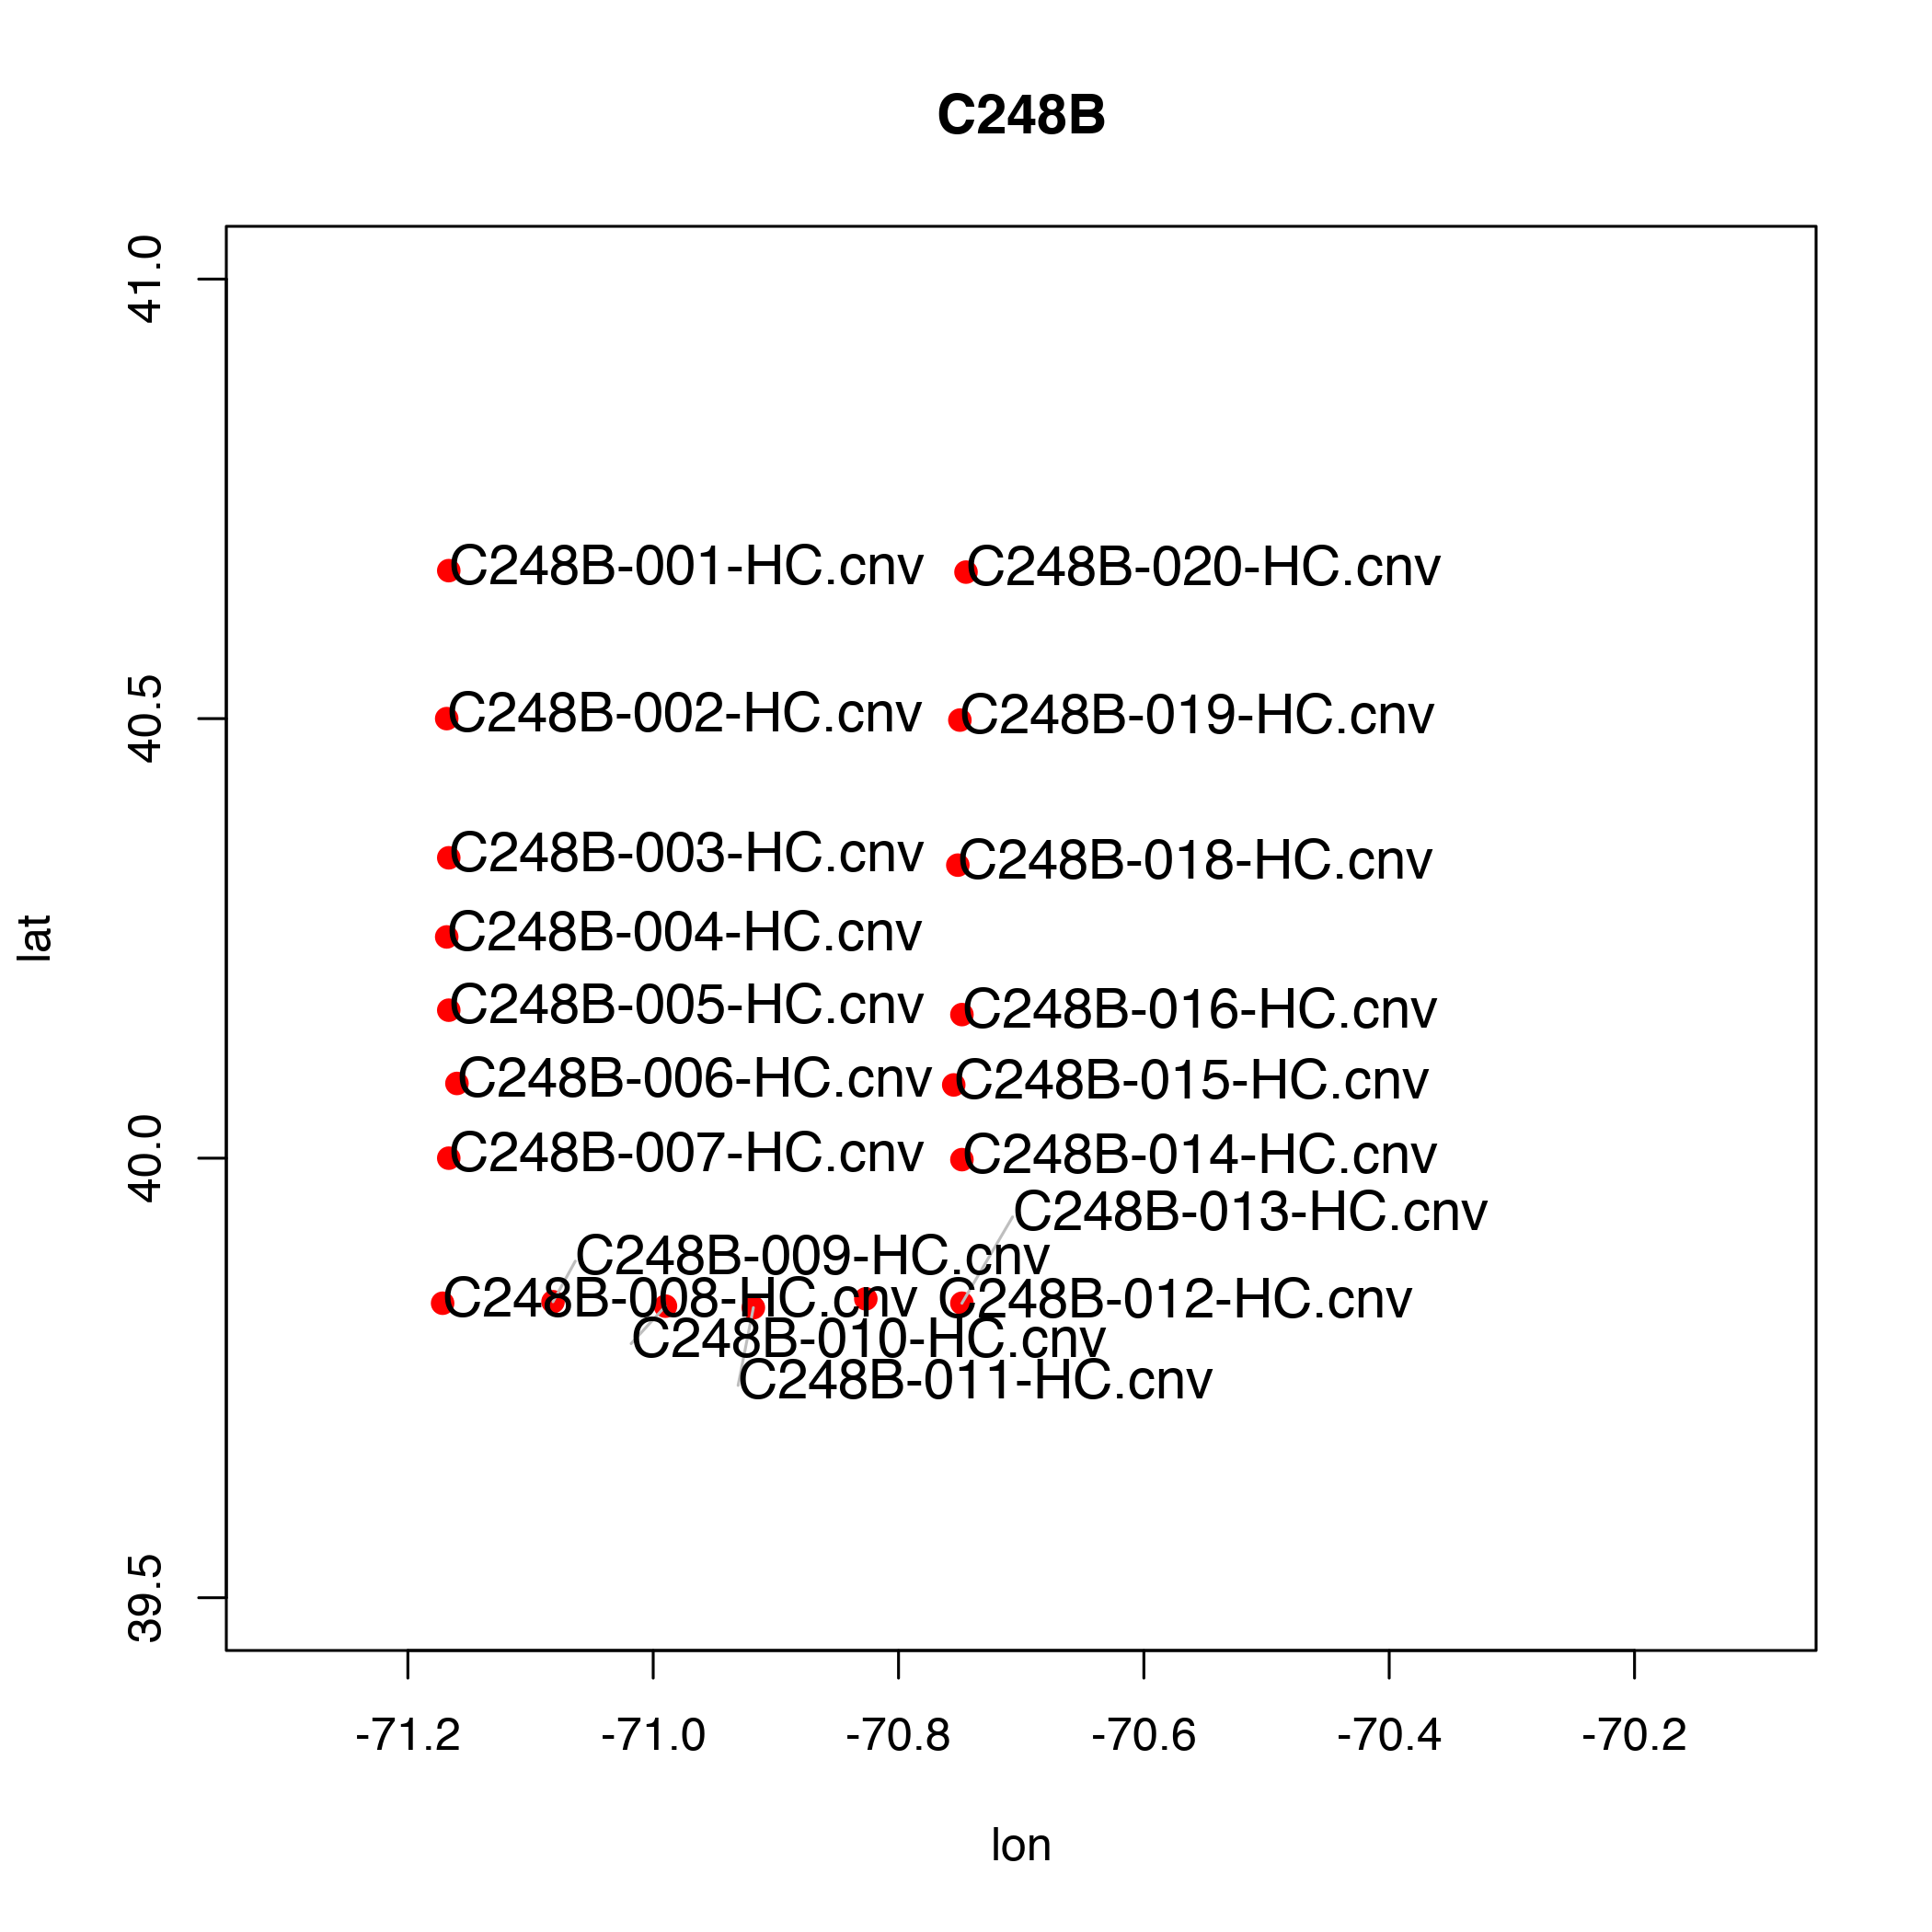 C248B
41.0
C248B-001-HC.cnv
C248B-020-HC.cnv
40.5
C248B-002-HC.cnv
C248B-019-HC.cnv
C248B-003-HC.cnv
C248B-018-HC.cnv
lat
C248B-004-HC.cnv
C248B-005-HC.cnv
C248B-016-HC.cnv
C248B-006-HC.cnv
C248B-015-HC.cnv
40.0
C248B-007-HC.cnv
C248B-014-HC.cnv
C248B-013-HC.cnv
C248B-009-HC.cnv
C248B-008-HC.cnv
C248B-012-HC.cnv
C248B-010-HC.cnv
C248B-011-HC.cnv
39.5
-71.2
-71.0
-70.8
-70.6
-70.4
-70.2
lon